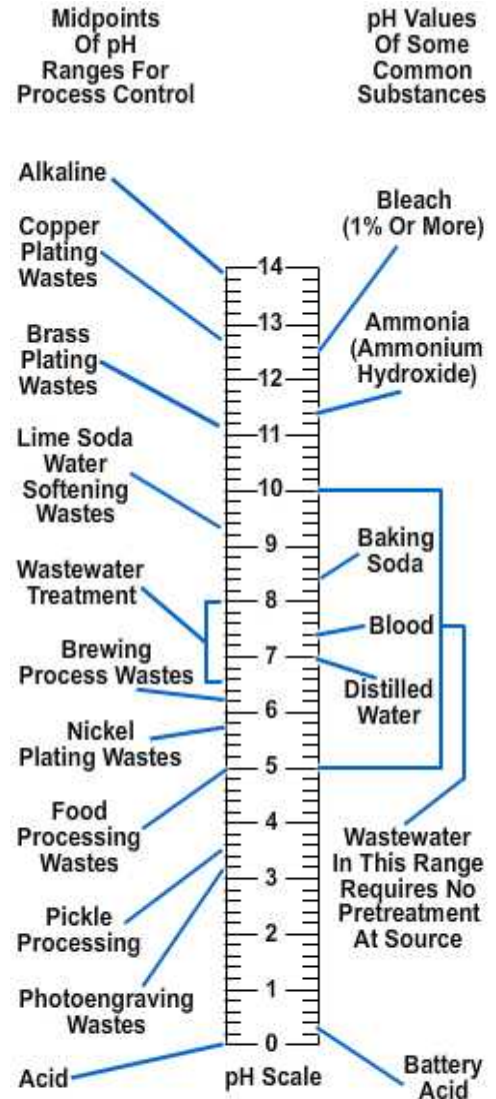 Midpoints
Of pH
Ranges For
Process Control
pH Values
Of Some
Common
Substances
Alkaline
Copper
Plating
Wastes
Brass
Plating
Wastes
Lime Soda
Water
Softening
Wastes
Wastewater
Treatment
Brewing
Process Wastes
Nickel
Plating Wastes
Food
Processing
Wastes
Pickle
Processing
Photoengraving
Wastes
Acid
14
13
12
11
10
9
8
7
6
5
4
3
2
1
0
pH Scale
Bleach
(1% Or More)
Ammonia
(Ammonium
Hydroxide)
Baking
Soda
Blood
Distilled
Water
Wastewater
In This Range
Requires No
Pretreatment
At Source
Battery
Acid